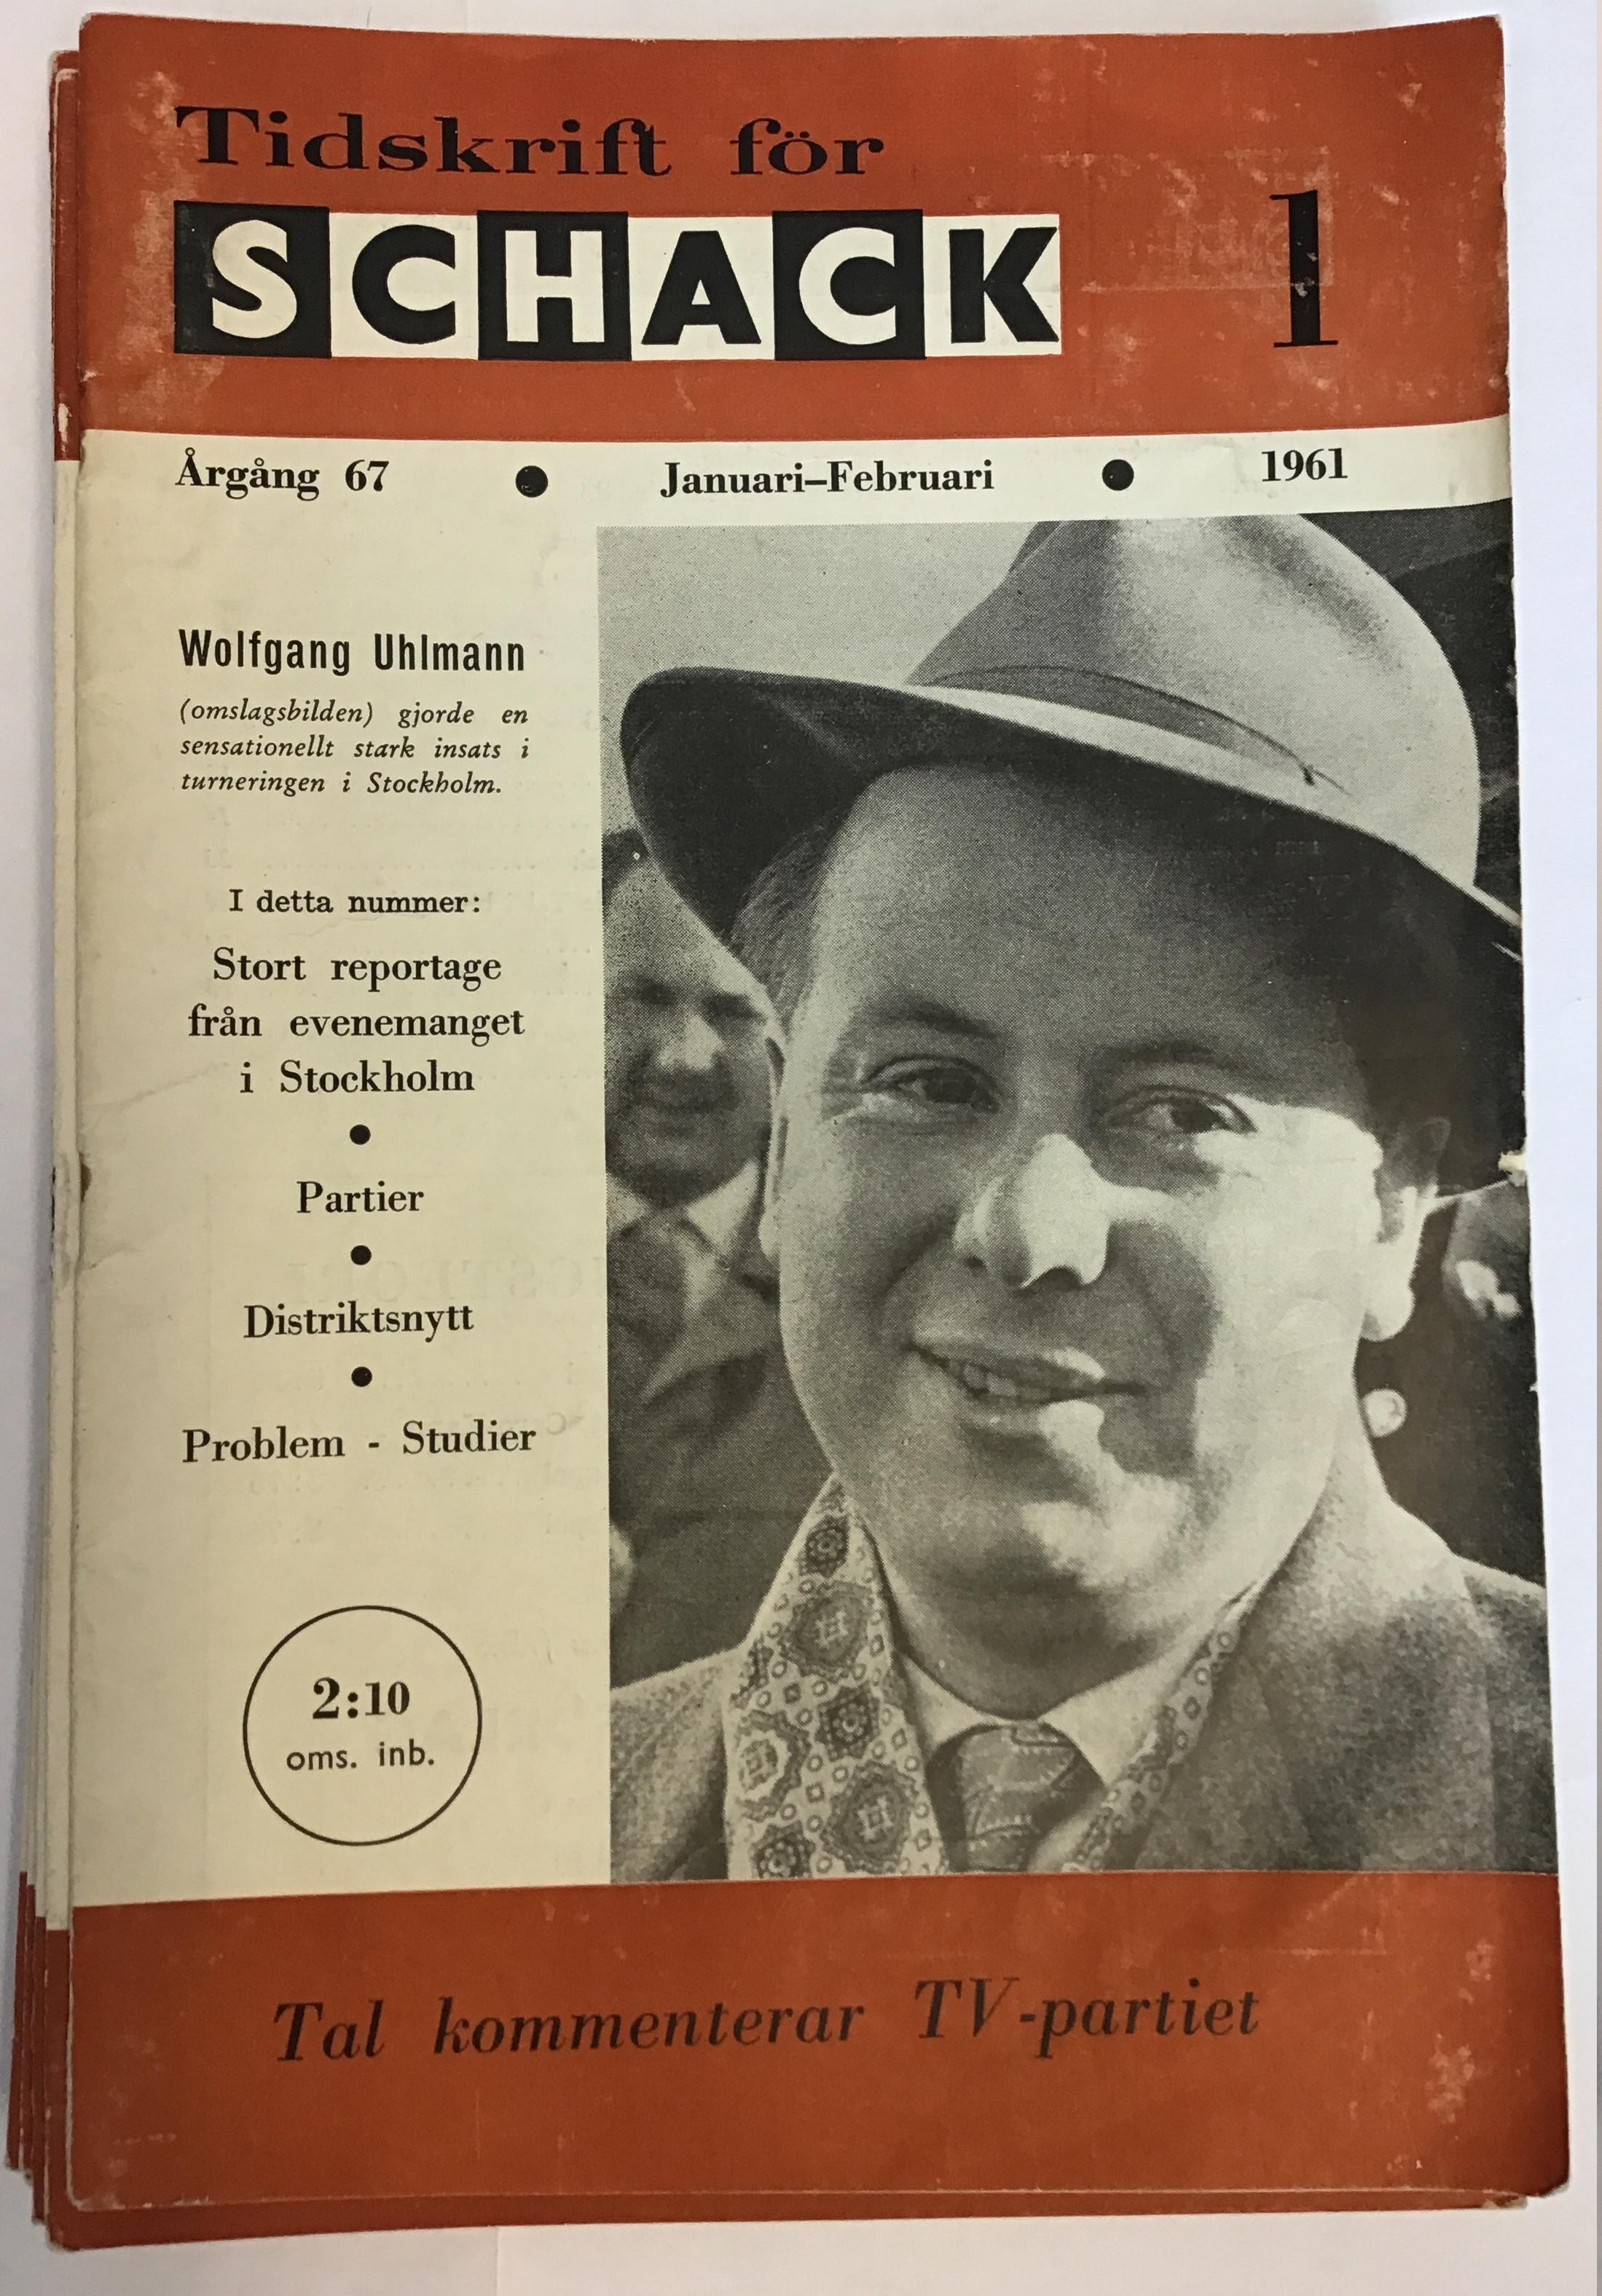 Tidskrift för
SCHACK 1
Årgång 67 ● Januari–Februari ● 1961
Wolfgang Uhlmann
(omslagsbilden) gjorde en
sensationellt stark insats i
turneringen i Stockholm.
I detta nummer:
Stort reportage
från evenemanget
i Stockholm
●
Partier
●
Distriktsnytt
●
Problem - Studier
2:10
oms. inb.
Tal kommenterar TV-partiet